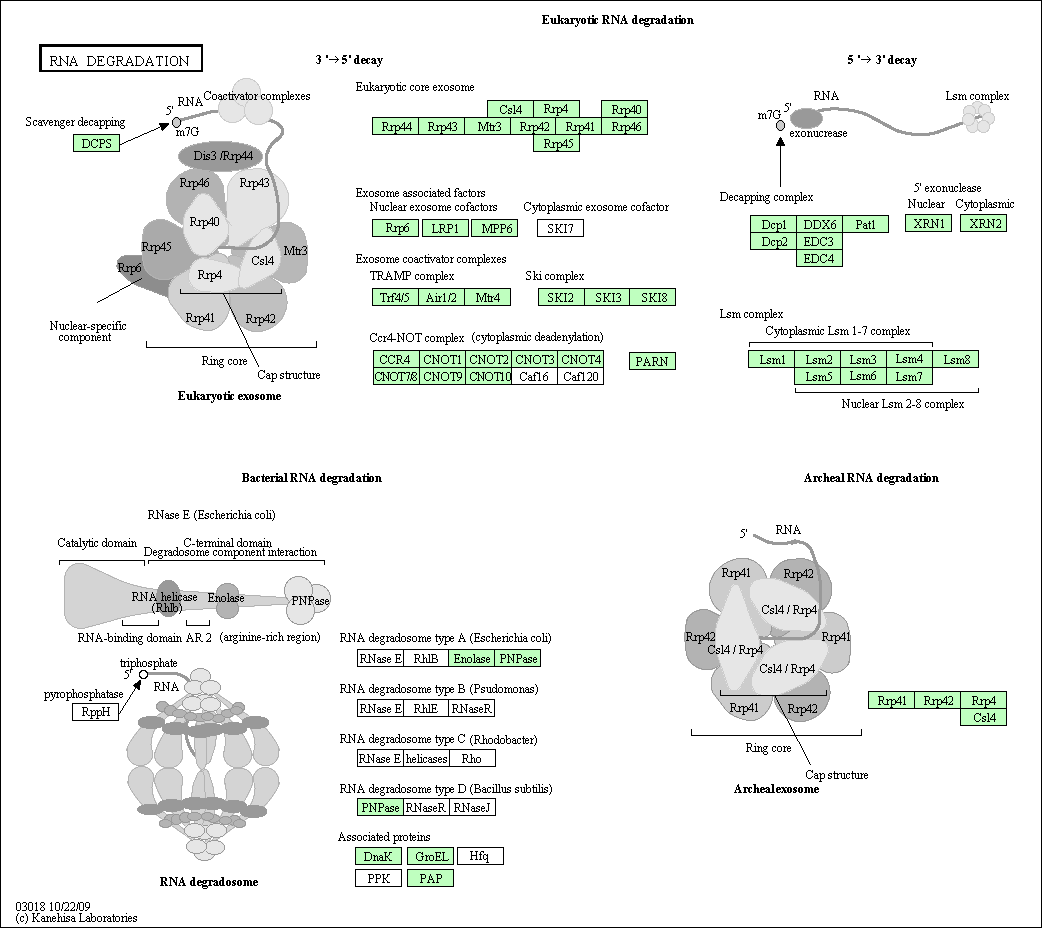 Eukaryotic RNA degradation
RNA DEGRADATION
3 '→ 5' decay
5 '→ 3' decay
Eukaryotic core exosome
5'
RNA
Coactivator complexes
m7G
Scavenger decapping
DCPS
Dis3 /Rrp44
Rrp46
Rrp43
Rrp40
Rrp45
Mtr3
Csl4
Rrp6
Rrp4
Rrp41
Rrp42
Nuclear-specific
component
Ring core
Cap structure
Eukaryotic exosome
Csl4 Rrp4 Rrp40
Rrp44 Rrp43 Mtr3 Rrp42 Rrp41 Rrp46
Rrp45
Exosome associated factors
Nuclear exosome cofactors
Cytoplasmic exosome cofactor
Rrp6 LRP1 MPP6 SKI7
Exosome coactivator complexes
TRAMP complex
Ski complex
Trf4/5 Air1/2 Mtr4 SKI2 SKI3 SKI8
Ccr4-NOT complex (cytoplasmic deadenylation)
CCR4 CNOT1 CNOT2 CNOT3 CNOT4 PARN
CNOT7/8 CNOT9 CNOT10 Caf16 Caf120
RNA
Lsm complex
m7G
5'
exonucrease
Decapping complex
5' exonuclease
Nuclear Cytoplasmic
Dcp1 DDX6 Pat1 XRN1 XRN2
Dcp2 EDC3
EDC4
Lsm complex
Cytoplasmic Lsm 1-7 complex
Lsm1 Lsm2 Lsm3 Lsm4 Lsm8
Lsm5 Lsm6 Lsm7
Nuclear Lsm 2-8 complex
Bacterial RNA degradation
RNase E (Escherichia coli)
Catalytic domain
C-terminal domain
Degradosome component interaction
RNA helicase
(Rhlb)
Enolase
PNPase
RNA-binding domain AR 2 (arginine-rich region)
triphosphate
5'
RNA
pyrophosphatase
RppH
RNA degradosome
RNA degradosome type A (Escherichia coli)
RNase E RhlB Enolase PNPase
RNA degradosome type B (Psudomonas)
RNase E RhlE RNaseR
RNA degradosome type C (Rhodobacter)
RNase E helicases Rho
RNA degradosome type D (Bacillus subtilis)
PNPase RNaseR RNaseJ
Associated proteins
DnaK GroEL Hfq
PPK PAP
Archeal RNA degradation
5'
RNA
Rrp41
Rrp42
Csl4 / Rrp4
Rrp42
Rrp41
Csl4 / Rrp4
Csl4 / Rrp4
Rrp41
Rrp42
Ring core
Cap structure
Archeal exosome
Rrp41 Rrp42 Rrp4
Csl4
03018 10/22/09
(c) Kanehisa Laboratories